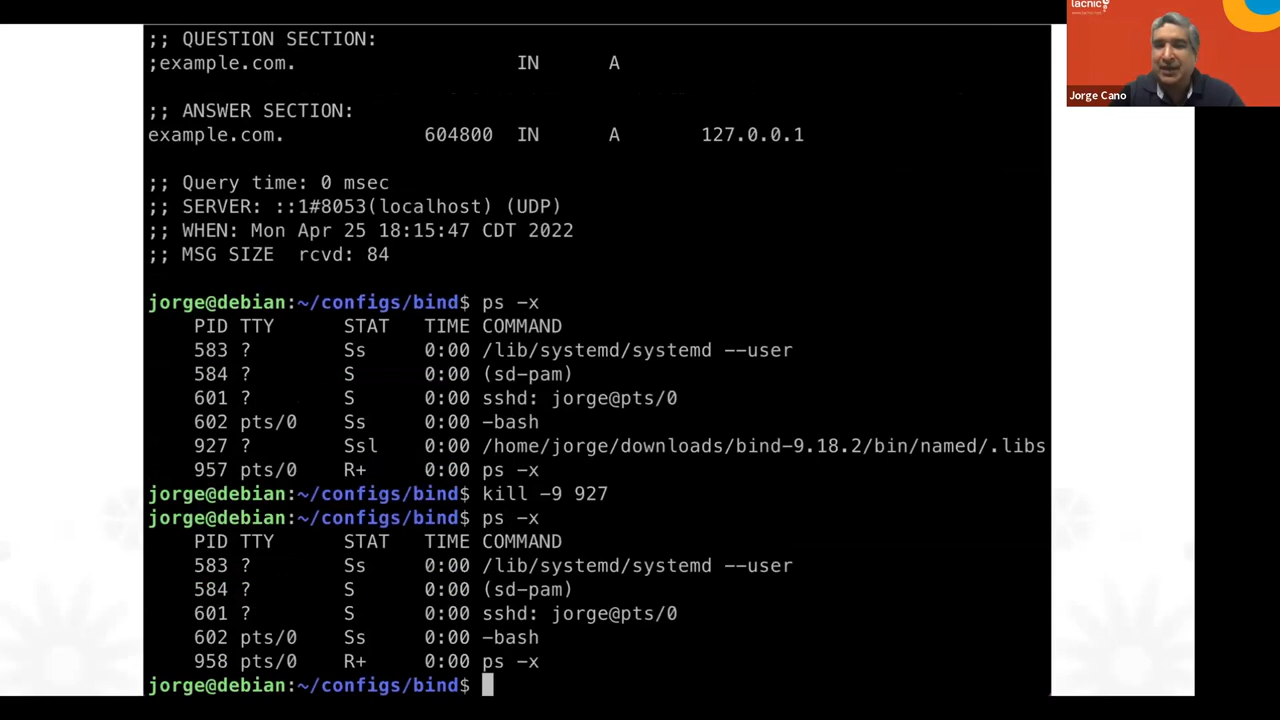 ;; QUESTION SECTION:
;example.com. IN A
;; ANSWER SECTION:
example.com. 604800 IN A 127.0.0.1
;; Query time: 0 msec
;; SERVER: ::1#8053(localhost) (UDP)
;; WHEN: Mon Apr 25 18:15:47 CDT 2022
;; MSG SIZE  rcvd: 84
jorge@debian:~/configs/bind$ ps -x
PID TTY STAT TIME COMMAND
583 ? Ss 0:00 /lib/systemd/systemd --user
584 ? S 0:00 (sd-pam)
601 ? S 0:00 sshd: jorge@pts/0
602 pts/0 Ss 0:00 -bash
927 ? Ssl 0:00 /home/jorge/downloads/bind-9.18.2/bin/named/.libs
957 pts/0 R+ 0:00 ps -x
jorge@debian:~/configs/bind$ kill -9 927
jorge@debian:~/configs/bind$ ps -x
PID TTY STAT TIME COMMAND
583 ? Ss 0:00 /lib/systemd/systemd --user
584 ? S 0:00 (sd-pam)
601 ? S 0:00 sshd: jorge@pts/0
602 pts/0 Ss 0:00 -bash
958 pts/0 R+ 0:00 ps -x
jorge@debian:~/configs/bind$
lacnic
Jorge Cano